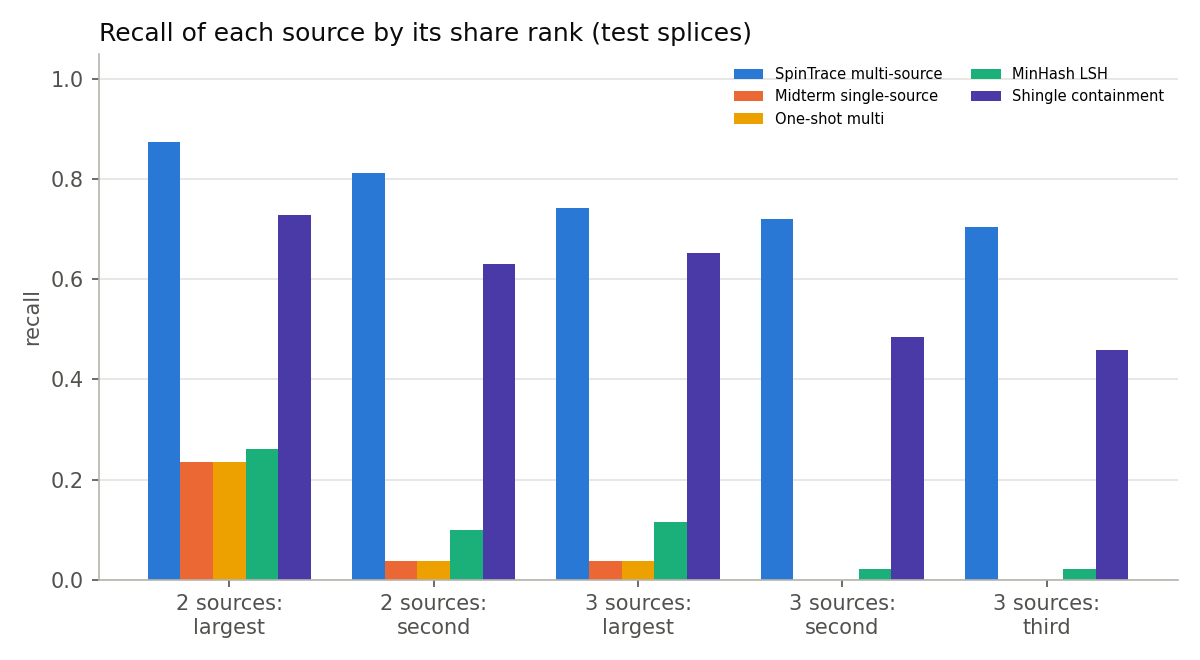 Recall of each source by its share rank (test splices)
SpinTrace multi-source
Midterm single-source
One-shot multi
MinHash LSH
Shingle containment
recall
1.0
0.8
0.6
0.4
0.2
0.0
2 sources:
largest
2 sources:
second
3 sources:
largest
3 sources:
second
3 sources:
third